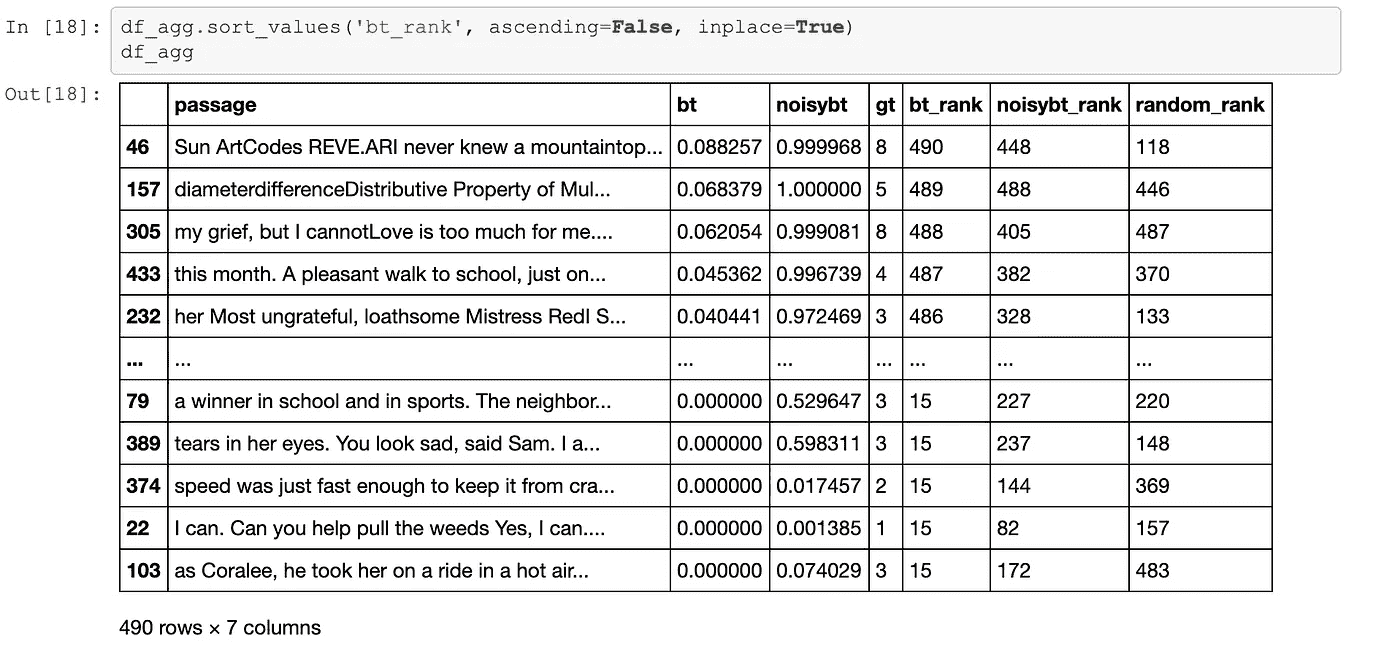 In [18]: df_agg.sort_values('bt_rank', ascending=False, inplace=True)
df_agg
Out[18]:
passage bt noisybt gt bt_rank noisybt_rank random_rank
46 Sun ArtCodes REVE.ARI never knew a mountaintop... 0.088257 0.999968 8 490 448 118
157 diameterdifferenceDistributive Property of Mul... 0.068379 1.000000 5 489 488 446
305 my grief, but I cannotLove is too much for me.... 0.062054 0.999081 8 488 405 487
433 this month. A pleasant walk to school, just on... 0.045362 0.996739 4 487 382 370
232 her Most ungrateful, loathsome Mistress RedI S... 0.040441 0.972469 3 486 328 133
... ... ... ... ... ... ... ...
79 a winner in school and in sports. The neighbor... 0.000000 0.529647 3 15 227 220
389 tears in her eyes. You look sad, said Sam. I a... 0.000000 0.598311 3 15 237 148
374 speed was just fast enough to keep it from cra... 0.000000 0.017457 2 15 144 369
22 I can. Can you help pull the weeds Yes, I can.... 0.000000 0.001385 1 15 82 157
103 as Coralee, he took her on a ride in a hot air... 0.000000 0.074029 3 15 172 483
490 rows × 7 columns